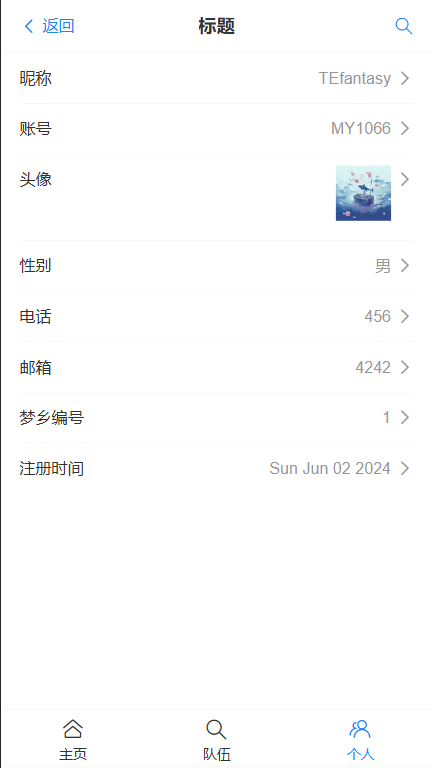 返回 标题
昵称 TEfantasy
账号 MY1066
头像
性别 男
电话 456
邮箱 4242
梦乡编号 1
注册时间 Sun Jun 02 2024
主页 队伍 个人